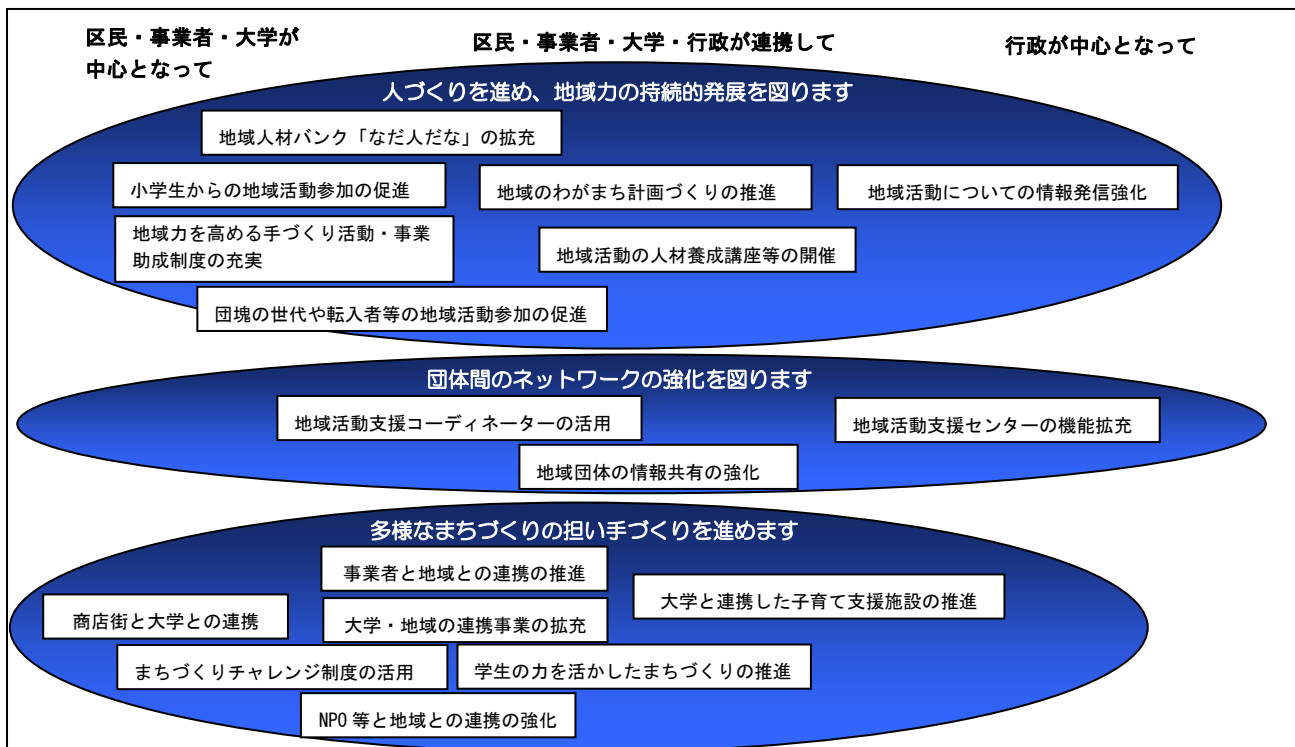 区民・事業者・大学が
中心となって
区民・事業者・大学・行政が連携して
行政が中心となって
人づくりを進め、地域力の持続的発展を図ります
地域人材バンク「なだ人だな」の拡充
小学生からの地域活動参加の促進
地域のわがまち計画づくりの推進
地域活動についての情報発信強化
地域力を高める手づくり活動・事業
助成制度の充実
地域活動の人材養成講座等の開催
団塊の世代や転入者等の地域活動参加の促進
団体間のネットワークの強化を図ります
地域活動支援コーディネーターの活用
地域活動支援センターの機能拡充
地域団体の情報共有の強化
多様なまちづくりの担い手づくりを進めます
事業者と地域との連携の推進
大学と連携した子育て支援施設の推進
商店街と大学との連携
大学・地域の連携事業の拡充
まちづくりチャレンジ制度の活用
学生の力を活かしたまちづくりの推進
NPO 等と地域との連携の強化